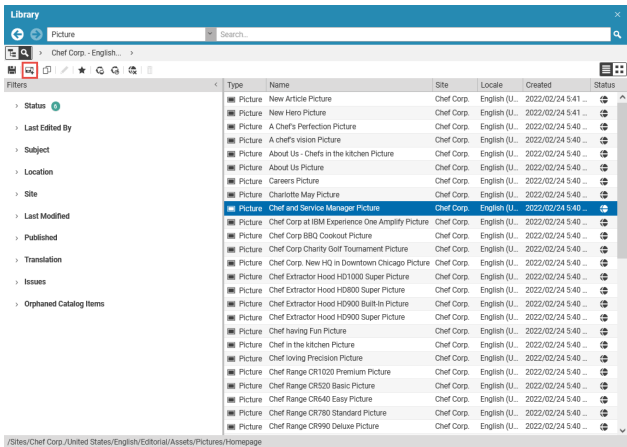 Library
Picture Search...
Chef Corp. - English...
Filters Type Name Site Locale Created Status
Status 6
Last Edited By
Subject
Location
Site
Last Modified
Published
Translation
Issues
Orphaned Catalog Items
Picture New Article Picture Chef Corp. English (U... 2022/02/24 5:41 ...
Picture New Hero Picture Chef Corp. English (U... 2022/02/24 5:41 ...
Picture A Chef's Perfection Picture Chef Corp. English (U... 2022/02/24 5:40 ...
Picture A chef's vision Picture Chef Corp. English (U... 2022/02/24 5:40 ...
Picture About Us - Chefs in the kitchen Picture Chef Corp. English (U... 2022/02/24 5:40 ...
Picture About Us Picture Chef Corp. English (U... 2022/02/24 5:40 ...
Picture Careers Picture Chef Corp. English (U... 2022/02/24 5:40 ...
Picture Charlotte May Picture Chef Corp. English (U... 2022/02/24 5:40 ...
Picture Chef and Service Manager Picture Chef Corp. English (U... 2022/02/24 5:40 ...
Picture Chef Corp at IBM Experience One Amplify Picture Chef Corp. English (U... 2022/02/24 5:40 ...
Picture Chef Corp BBQ Cookout Picture Chef Corp. English (U... 2022/02/24 5:40 ...
Picture Chef Corp Charity Golf Tournament Picture Chef Corp. English (U... 2022/02/24 5:40 ...
Picture Chef Corp. New HQ in Downtown Chicago Picture Chef Corp. English (U... 2022/02/24 5:40 ...
Picture Chef Extractor Hood HD1000 Super Picture Chef Corp. English (U... 2022/02/24 5:40 ...
Picture Chef Extractor Hood HD800 Super Picture Chef Corp. English (U... 2022/02/24 5:40 ...
Picture Chef Extractor Hood HD900 Built-In Picture Chef Corp. English (U... 2022/02/24 5:40 ...
Picture Chef Extractor Hood HD900 Super Picture Chef Corp. English (U... 2022/02/24 5:40 ...
Picture Chef having Fun Picture Chef Corp. English (U... 2022/02/24 5:40 ...
Picture Chef in the kitchen Picture Chef Corp. English (U... 2022/02/24 5:40 ...
Picture Chef loving Precision Picture Chef Corp. English (U... 2022/02/24 5:40 ...
Picture Chef Range CR1020 Premium Picture Chef Corp. English (U... 2022/02/24 5:40 ...
Picture Chef Range CR520 Basic Picture Chef Corp. English (U... 2022/02/24 5:40 ...
Picture Chef Range CR640 Easy Picture Chef Corp. English (U... 2022/02/24 5:40 ...
Picture Chef Range CR780 Standard Picture Chef Corp. English (U... 2022/02/24 5:40 ...
Picture Chef Range CR990 Deluxe Picture Chef Corp. English (U... 2022/02/24 5:40 ...
/Sites/Chef Corp./United States/English/Editorial/Assets/Pictures/Homepage